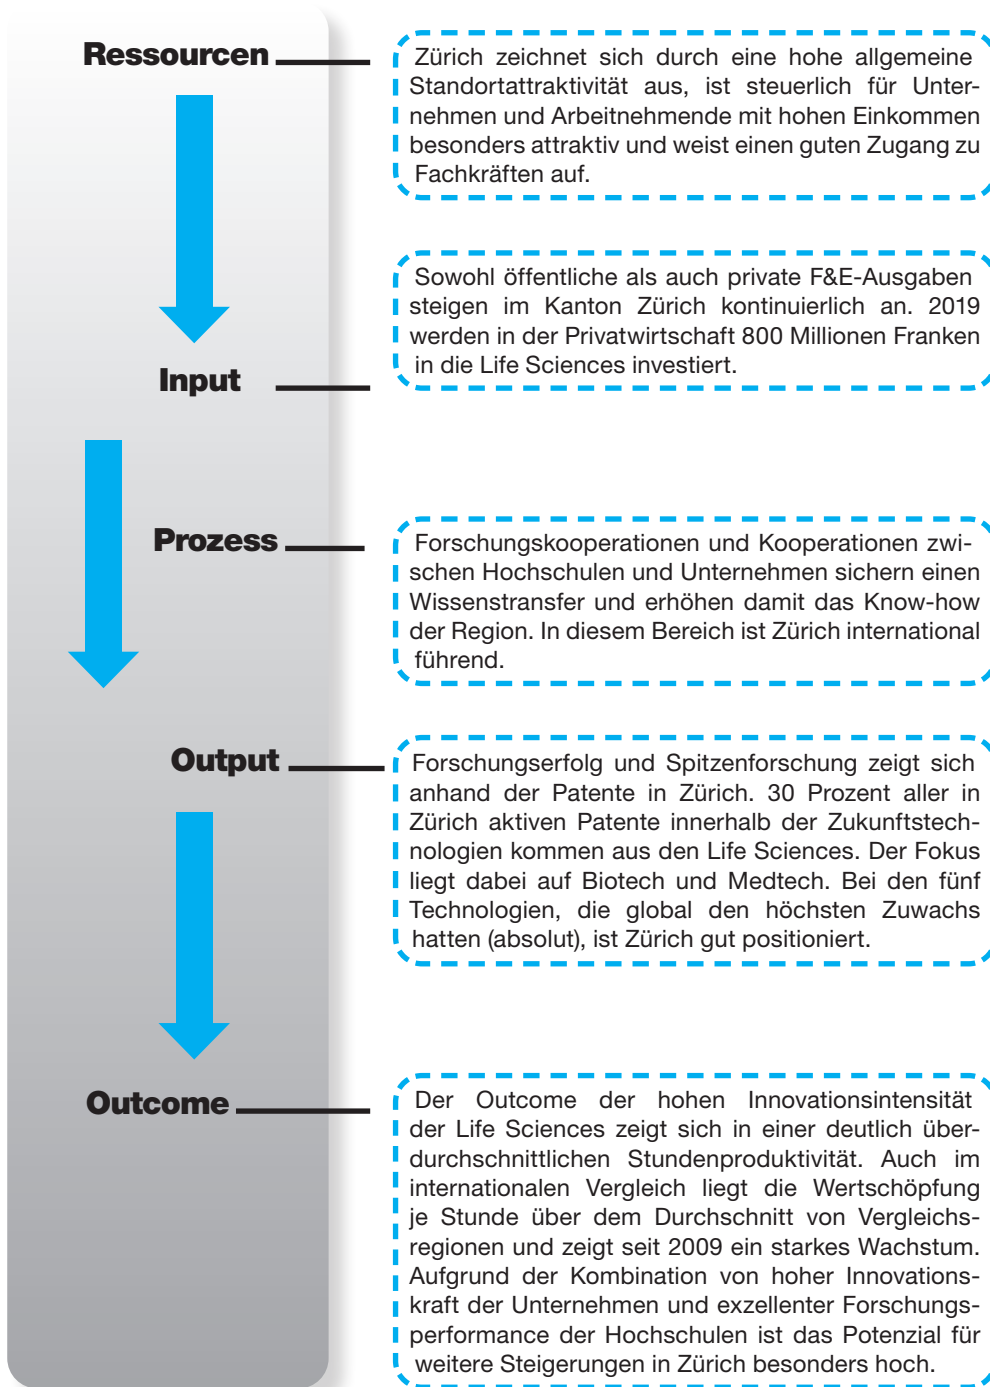 Ressourcen
Zürich zeichnet sich durch eine hohe allgemeine
Standortattraktivität aus, ist steuerlich für Unter-
nehmen und Arbeitnehmende mit hohen Einkommen
besonders attraktiv und weist einen guten Zugang zu
Fachkräften auf.
Sowohl öffentliche als auch private F&E-Ausgaben
steigen im Kanton Zürich kontinuierlich an. 2019
werden in der Privatwirtschaft 800 Millionen Franken
in die Life Sciences investiert.
Input
Prozess
Forschungskooperationen und Kooperationen zwi-
schen Hochschulen und Unternehmen sichern einen
Wissenstransfer und erhöhen damit das Know-how
der Region. In diesem Bereich ist Zürich international
führend.
Output
Forschungserfolg und Spitzenforschung zeigt sich
anhand der Patente in Zürich. 30 Prozent aller in
Zürich aktiven Patente innerhalb der Zukunftstech-
nologien kommen aus den Life Sciences. Der Fokus
liegt dabei auf Biotech und Medtech. Bei den fünf
Technologien, die global den höchsten Zuwachs
hatten (absolut), ist Zürich gut positioniert.
Outcome
Der Outcome der hohen Innovationsintensität
der Life Sciences zeigt sich in einer deutlich über-
durchschnittlichen Stundenproduktivität. Auch im
internationalen Vergleich liegt die Wertschöpfung
je Stunde über dem Durchschnitt von Vergleichs-
regionen und zeigt seit 2009 ein starkes Wachstum.
Aufgrund der Kombination von hoher Innovations-
kraft der Unternehmen und exzellenter Forschungs-
performance der Hochschulen ist das Potenzial für
weitere Steigerungen in Zürich besonders hoch.